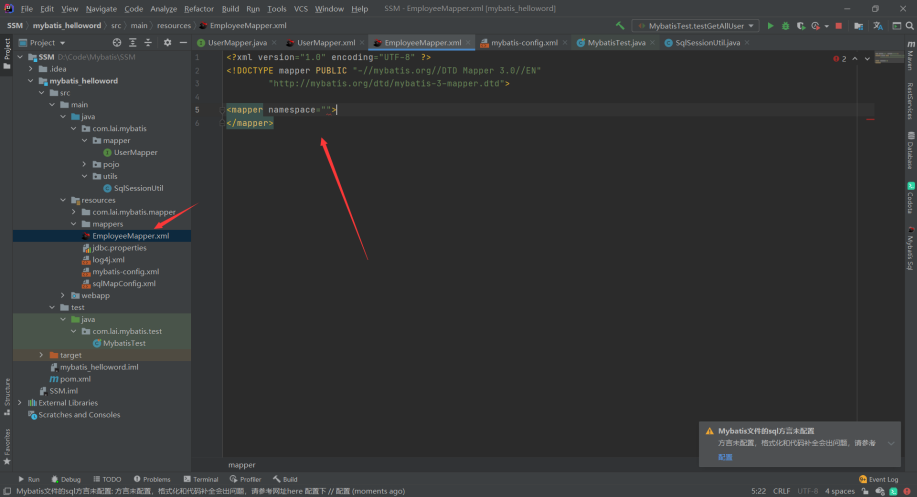 File Edit View Navigate Code Analyze Refactor Build Run Tools VCS Window Help SSM - EmployeeMapper.xml [mybatis_helloword]
SSM mybatis_helloword src main resources EmployeeMapper.xml MybatisTest.testGetAllUser
Project UserMapper.java UserMapper.xml EmployeeMapper.xml mybatis-config.xml MybatisTest.java SqlSessionUtil.java
SSM D:\Code\Mybatis\SSM
.idea
mybatis_helloword
src
main
java
com.lai.mybatis
mapper
UserMapper
pojo
utils
SqlSessionUtil
resources
com.lai.mybatis.mapper
mappers
EmployeeMapper.xml
jdbc.properties
log4j.xml
mybatis-config.xml
sqlMapConfig.xml
webapp
test
java
com.lai.mybatis.test
MybatisTest
target
mybatis_helloword.iml
pom.xml
SSM.iml
External Libraries
Scratches and Consoles
1 <?xml version="1.0" encoding="UTF-8" ?>
2 <!DOCTYPE mapper PUBLIC "-//mybatis.org//DTD Mapper 3.0//EN"
3 "http://mybatis.org/dtd/mybatis-3-mapper.dtd">
4
5 <mapper namespace="">
6 </mapper>
2
Project
Structure
Favorites
Maven
RestServices
Database
Codota
Mybatis Sql
Mybatis文件的sql方言未配置
方言未配置，格式化和代码补全会出问题，请参考
配置
mapper
Run Debug TODO Problems Terminal Profiler Build Event Log
Mybatis文件的sql方言未配置: 方言未配置，格式化和代码补全会出问题，请参考网址here 配置下 // 配置 (moments ago) 5:22 CRLF UTF-8 4 spaces